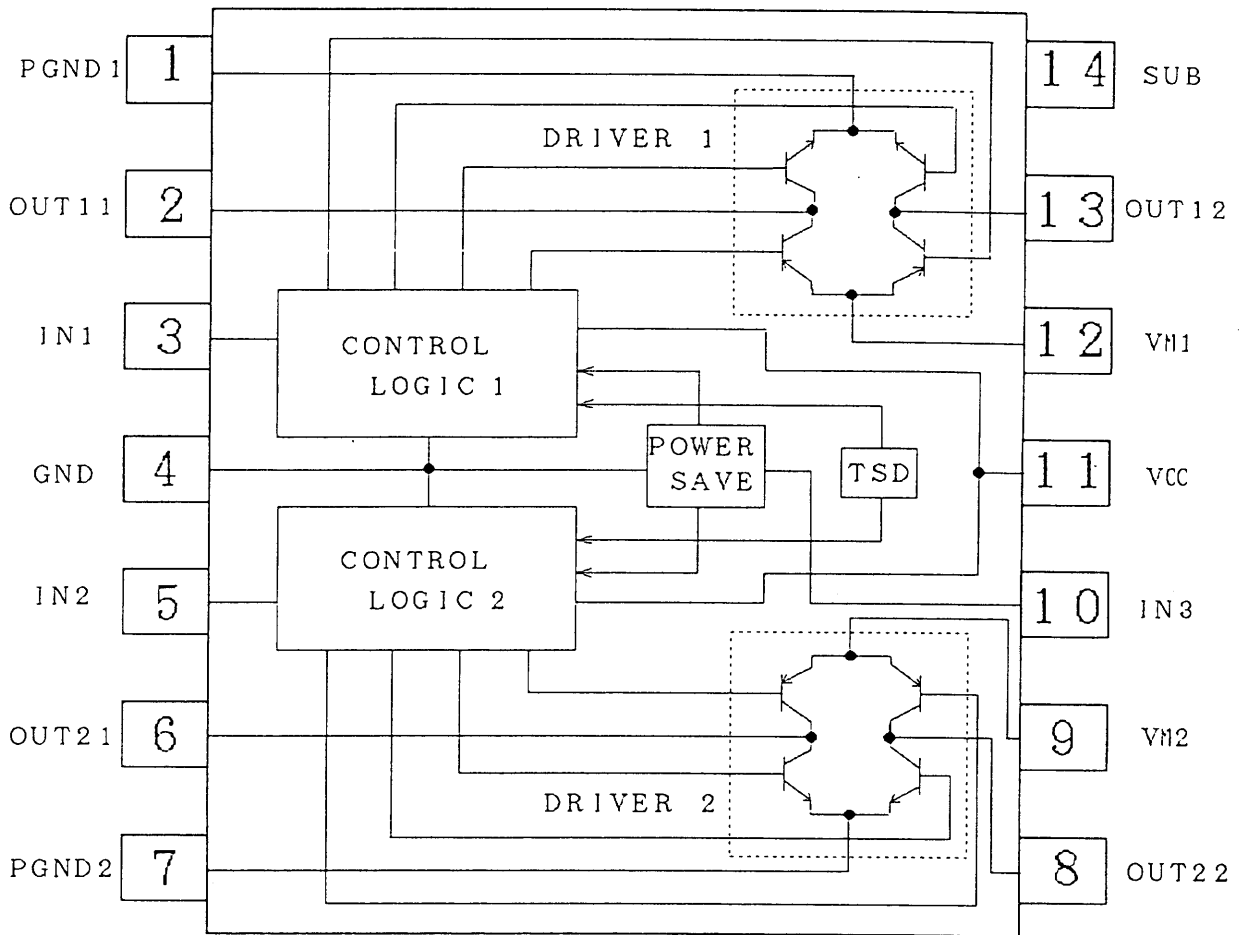 PGND1 1
14 SUB
DRIVER 1
OUT11 2
13 OUT12
IN1 3
CONTROL
LOGIC 1
12 VM1
GND 4
POWER
SAVE
TSD
11 VCC
IN2 5
CONTROL
LOGIC 2
10 IN3
OUT21 6
9 VM2
DRIVER 2
PGND2 7
8 OUT22